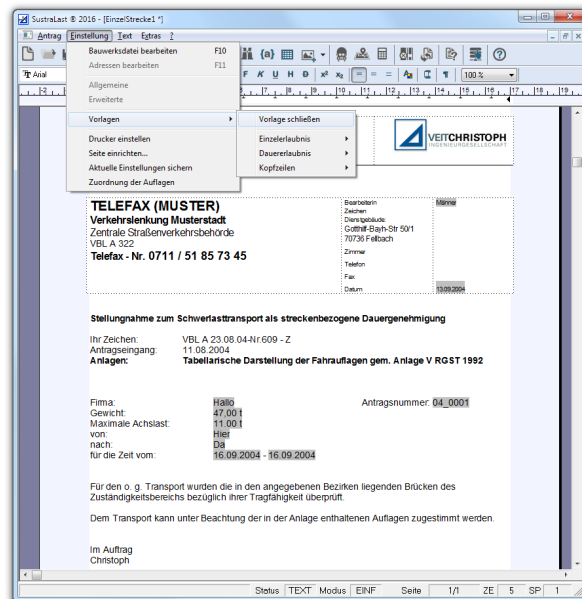 SustraLast ® 2016 - [EinzelStrecke1 *]
Antrag Einstellung Text Egtras ?
Bauwerksdatei bearbeiten F10
Adressen bearbeiten F11
Allgemeine
Erweiterte
Vorlagen
Drucker einstellen
Seite einrichten...
Aktuelle Einstellungen sichern
Zuordnung der Auflagen
Vorlage schließen
Einzelerlaubnis
Dauererlaubnis
Kopfzeilen
Arial F K U H D x² x₂ 100 %
VEITCHRISTOPH
INGENIEURGESELLSCHAFT
TELEFAX (MUSTER)
Verkehrslenkung Musterstadt
Zentrale Straßenverkehrsbehörde
VBL A 322
Telefax - Nr. 0711 / 51 85 73 45
Bearbeiterin Männer
Zeichen
Dienstgebäude:
Gotthilf-Bayh-Str 50/1
70736 Fellbach
Zimmer
Telefon
Fax
Datum 13.09.2004
Stellungnahme zum Schwerlasttransport als streckenbezogene Dauergenehmigung
Ihr Zeichen: VBL A 23.08.04-Nr.609 - Z
Antragseingang: 11.08.2004
Anlagen: Tabellarische Darstellung der Fahrauflagen gem. Anlage V RGST 1992
Firma: Hallo Antragsnummer: 04_0001
Gewicht: 47,00 t
Maximale Achslast: 11.00 t
von: Hier
nach: Da
für die Zeit vom: 16.09.2004 - 16.09.2004
Für den o. g. Transport wurden die in den angegebenen Bezirken liegenden Brücken des
Zuständigkeitsbereichs bezüglich ihrer Tragfähigkeit überprüft.
Dem Transport kann unter Beachtung der in der Anlage enthaltenen Auflagen zugestimmt werden.
Im Auftrag
Christoph
Status TEXT Modus EINF Seite 1/1 ZE 5 SP 1